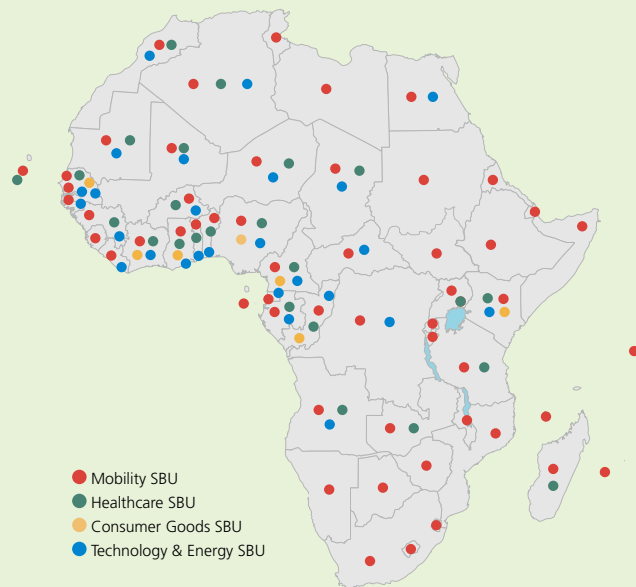 Mobility SBU
Healthcare SBU
Consumer Goods SBU
Technology & Energy SBU